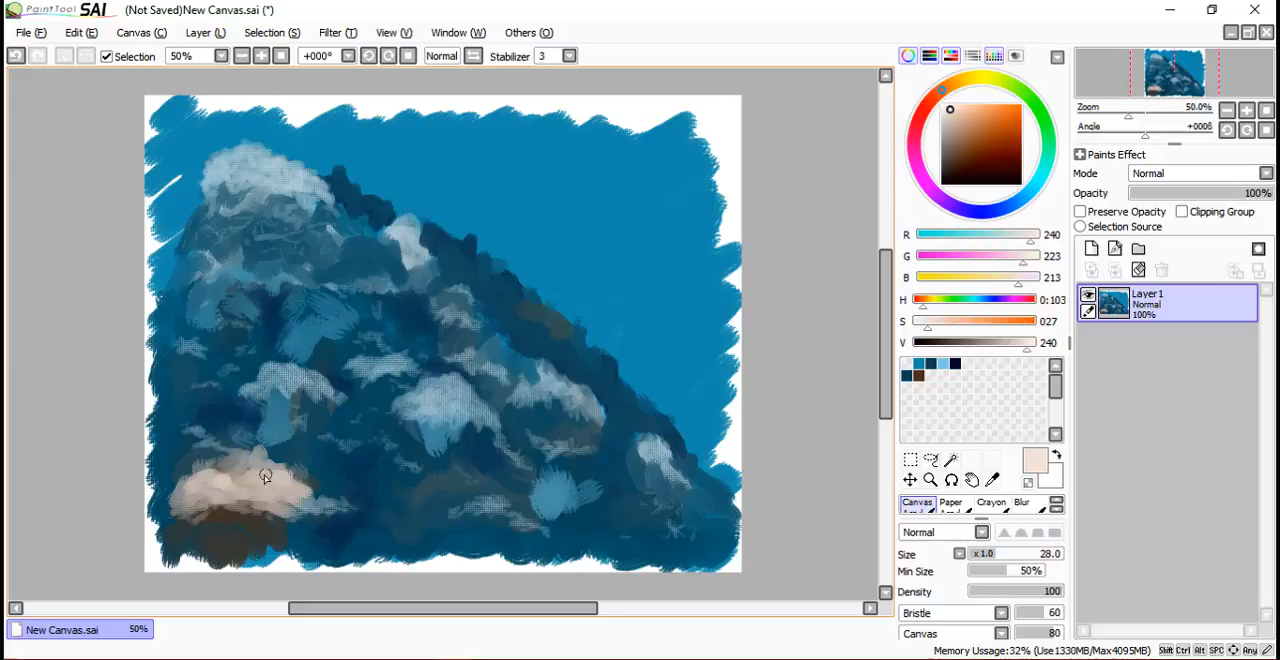 PaintTool SAI (Not Saved)New Canvas.sai (*)
File (F) Edit (E) Canvas (C) Layer (L) Selection (S) Filter (T) View (V) Window (W) Others (O)
Selection 50% +000° Normal Stabilizer 3
Zoom 50.0%
Angle +000
Paints Effect
Mode Normal
Opacity 100%
Preserve Opacity Clipping Group
Selection Source
Layer1
Normal
100%
R 240
G 223
B 213
H 0:103
S 027
V 240
Canvas Paper Crayon Blur
Normal
Size x 1.0 28.0
Min Size 50%
Density 100
Bristle 60
Canvas 80
New Canvas.sai 50%
Memory Usage:32% (Use1330MB/Max4095MB) Shift Ctrl Alt SPC Any